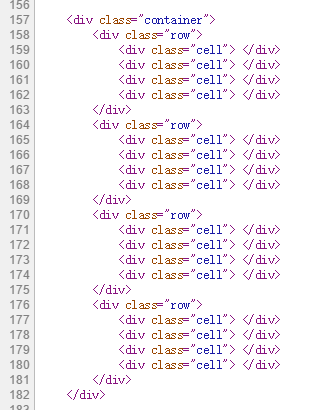 156
157 <div class="container">
158 <div class="row">
159 <div class="cell"> </div>
160 <div class="cell"> </div>
161 <div class="cell"> </div>
162 <div class="cell"> </div>
163 </div>
164 <div class="row">
165 <div class="cell"> </div>
166 <div class="cell"> </div>
167 <div class="cell"> </div>
168 <div class="cell"> </div>
169 </div>
170 <div class="row">
171 <div class="cell"> </div>
172 <div class="cell"> </div>
173 <div class="cell"> </div>
174 <div class="cell"> </div>
175 </div>
176 <div class="row">
177 <div class="cell"> </div>
178 <div class="cell"> </div>
179 <div class="cell"> </div>
180 <div class="cell"> </div>
181 </div>
182 </div>
183